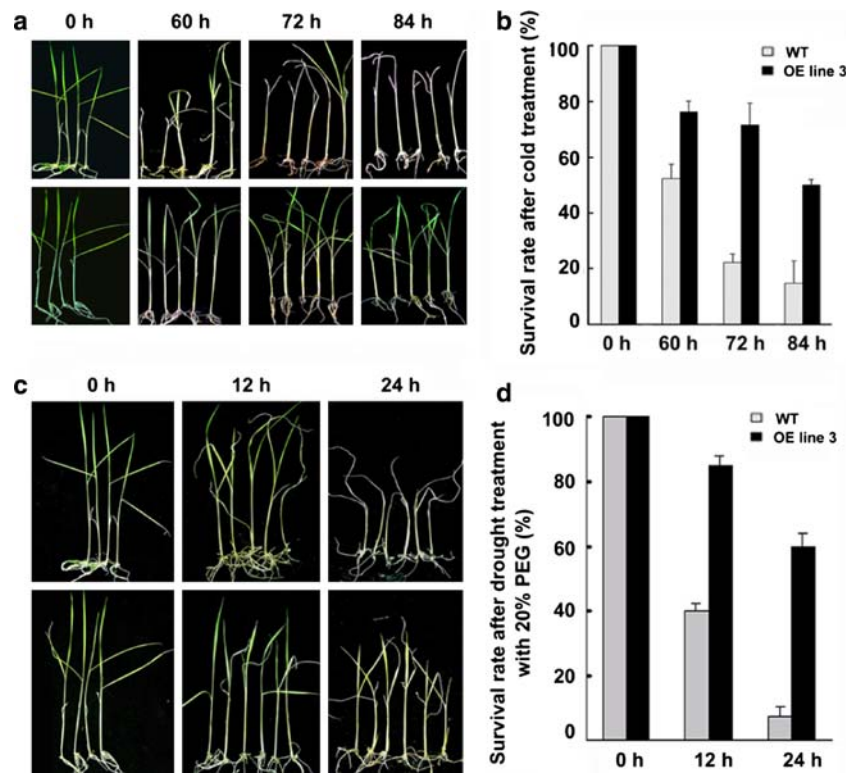 a
0 h 60 h 72 h 84 h
b
Survival rate after cold treatment (%)
100
80
60
40
20
0
WT
OE line 3
0 h 60 h 72 h 84 h
c
0 h 12 h 24 h
d
Survival rate after drought treatment
with 20% PEG (%)
100
80
60
40
20
0
WT
OE line 3
0 h 12 h 24 h